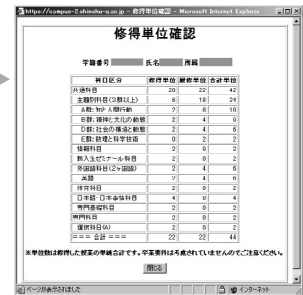 https://campus-2.shinshu-u.ac.jp - 修得単位確認 - Microsoft Internet Explorer
修得単位確認
学籍番号 氏名 所属
科目区分 修得単位 履修単位 合計単位
共通科目 20 22 42
主題別科目(3群以上) 6 18 24
A群:知と人間行動 2 8 10
B群:精神と文化の動態 2 4 6
D群:社会の構造と動態 2 4 6
E群:数理と科学技術 0 2 2
情報科目 2 0 2
新入生ゼミナール科目 2 0 2
外国語科目(2ヶ国語) 2 4 6
英語 2 4 6
体育科目 2 0 2
日本語・日本事情科目 4 0 4
専門基礎科目 2 0 2
専門科目 2 0 2
選択科目(A) 2 0 2
=== 合計 === 22 22 44
※単位数は修得した授業の単純合計です。卒業要件は考慮されていませんのでご注意ください。
閉じる
ページが表示されました
インターネット